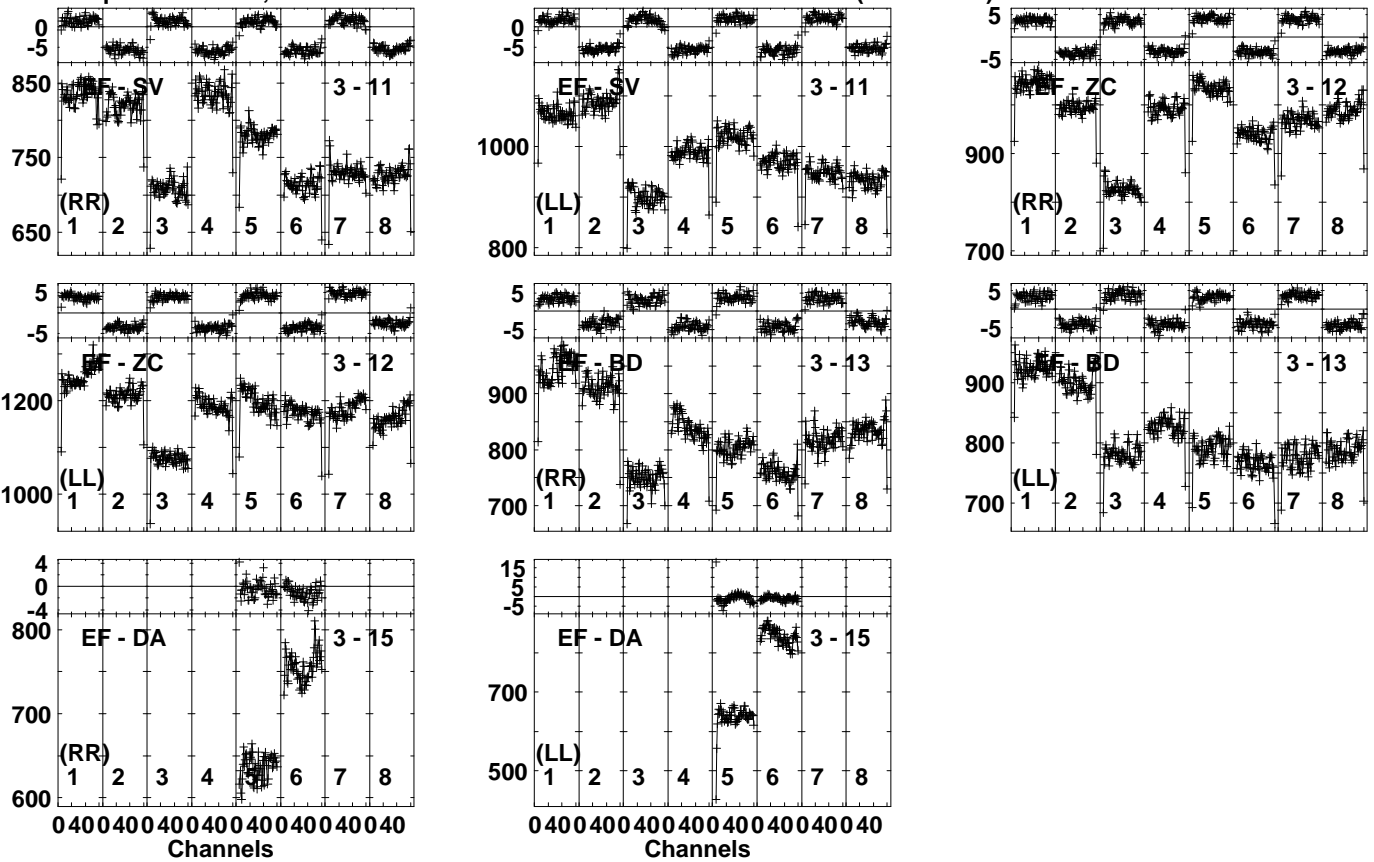 0
-5
EF - SV
3 - 11
850
750
650
(RR)
1 2 3 4 5 6 7 8
0
-5
EF - SV
3 - 11
1000
800
(LL)
1 2 3 4 5 6 7 8
5
-5
EF - ZC
3 - 12
900
700
(RR)
1 2 3 4 5 6 7 8
5
-5
EF - ZC
3 - 12
1200
1000
(LL)
1 2 3 4 5 6 7 8
5
-5
EF - BD
3 - 13
900
800
700
(RR)
1 2 3 4 5 6 7 8
5
-5
EF - BD
3 - 13
900
800
700
(LL)
1 2 3 4 5 6 7 8
4
0
-4
EF - DA
3 - 15
800
700
600
(RR)
1 2 3 4 5 6 7 8
0 40 0 40 0 40 0 40 0 40 0 40 0 40 0 40
Channels
15
5
-5
EF - DA
3 - 15
700
500
(LL)
1 2 3 4 5 6 7 8
0 40 0 40 0 40 0 40 0 40 0 40 0 40 0 40
Channels